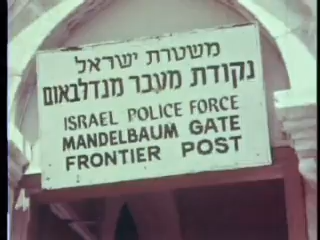 משטרת ישראל
נקודת מעבר מנדלבאום
ISRAEL POLICE FORCE
MANDELBAUM GATE
FRONTIER POST